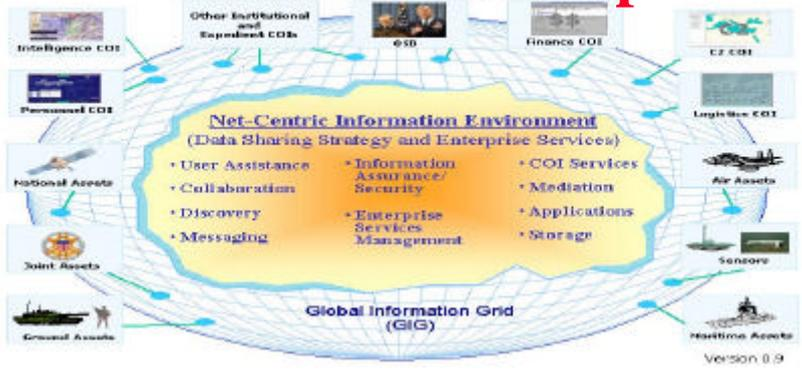 Other Institutional
and
Expedient COIs
OSD
Finance COI
Intelligence COI
C2 COI
Personnel COI
Logistics COI
Net-Centric Information Environment
(Data Sharing Strategy and Enterprise Services)
• User Assistance
• Collaboration
• Discovery
• Messaging
• Information
Assurance/
Security
• Enterprise
Services
Management
• COI Services
• Mediation
• Applications
• Storage
National Assets
Air Assets
Joint Assets
Sensors
Ground Assets
Maritime Assets
Global Information Grid
(GIG)
Version 0.9